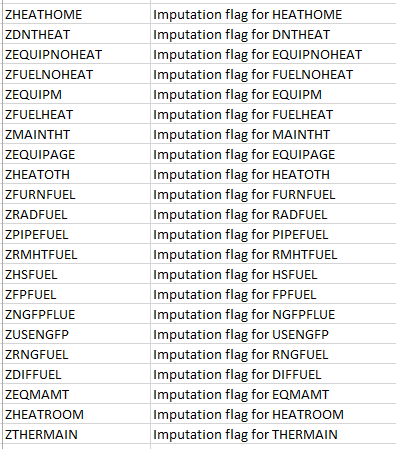 ZHEATHOME Imputation flag for HEATHOME
ZDNTHEAT Imputation flag for DNTHEAT
ZEQUIPNOHEAT Imputation flag for EQUIPNOHEAT
ZFUELNOHEAT Imputation flag for FUELNOHEAT
ZEQUIPM Imputation flag for EQUIPM
ZFUELHEAT Imputation flag for FUELHEAT
ZMAINTHT Imputation flag for MAINTHT
ZEQUIPAGE Imputation flag for EQUIPAGE
ZHEATOTH Imputation flag for HEATOTH
ZFURNFUEL Imputation flag for FURNFUEL
ZRADFUEL Imputation flag for RADFUEL
ZPIPEFUEL Imputation flag for PIPEFUEL
ZRMHTFUEL Imputation flag for RMHTFUEL
ZHSFUEL Imputation flag for HSFUEL
ZFPFUEL Imputation flag for FPFUEL
ZNGFPFLUE Imputation flag for NGFPFLUE
ZUSENGFP Imputation flag for USENGFP
ZRNGFUEL Imputation flag for RNGFUEL
ZDIFFUEL Imputation flag for DIFFUEL
ZEQMAMT Imputation flag for EQMAMT
ZHEATROOM Imputation flag for HEATROOM
ZTHERMAIN Imputation flag for THERMAIN